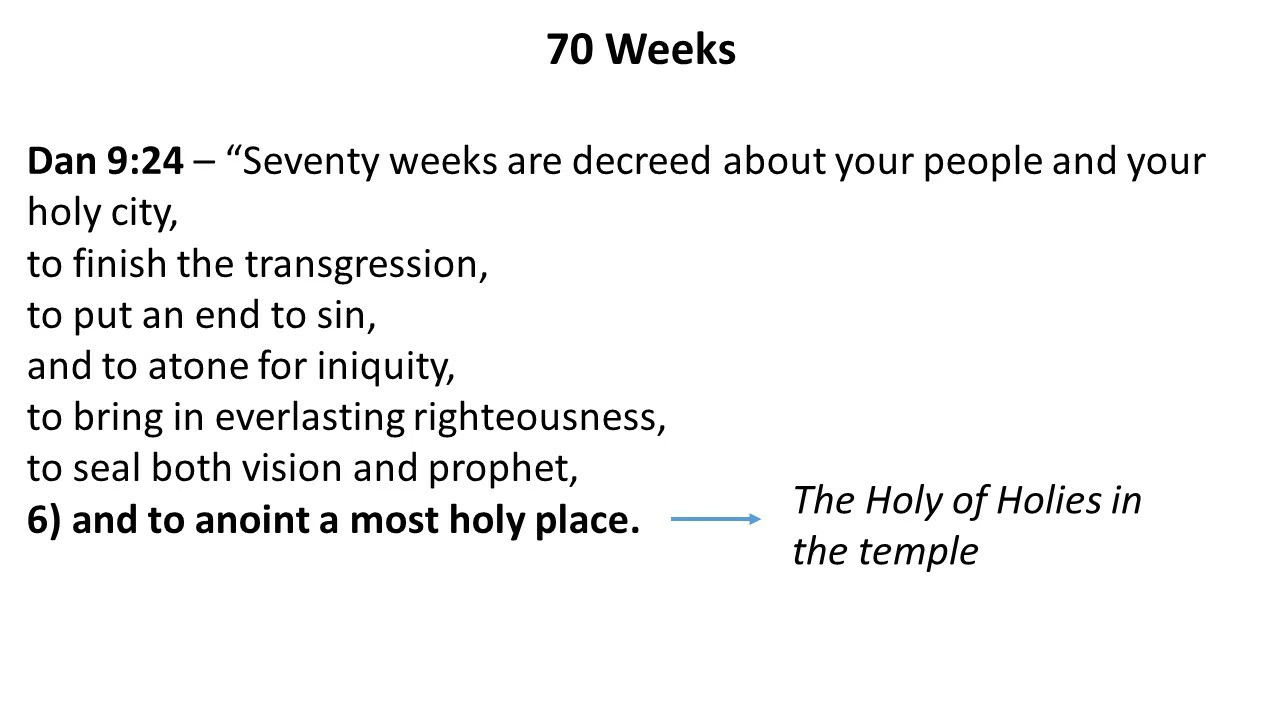 70 Weeks
Dan 9:24 – “Seventy weeks are decreed about your people and your
holy city,
to finish the transgression,
to put an end to sin,
and to atone for iniquity,
to bring in everlasting righteousness,
to seal both vision and prophet,
6) and to anoint a most holy place.
The Holy of Holies in
the temple